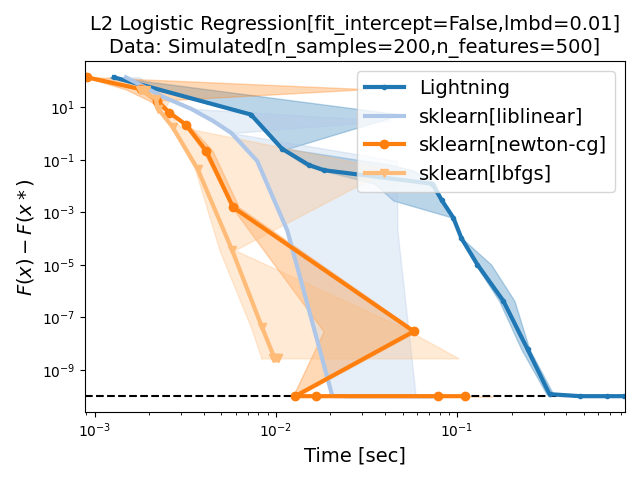 L2 Logistic Regression[fit_intercept=False,lmbd=0.01]
Data: Simulated[n_samples=200,n_features=500]
F(x) − F(x*)
10¹
10⁻¹
10⁻³
10⁻⁵
10⁻⁷
10⁻⁹
Lightning
sklearn[liblinear]
sklearn[newton-cg]
sklearn[lbfgs]
10⁻³
10⁻²
10⁻¹
Time [sec]